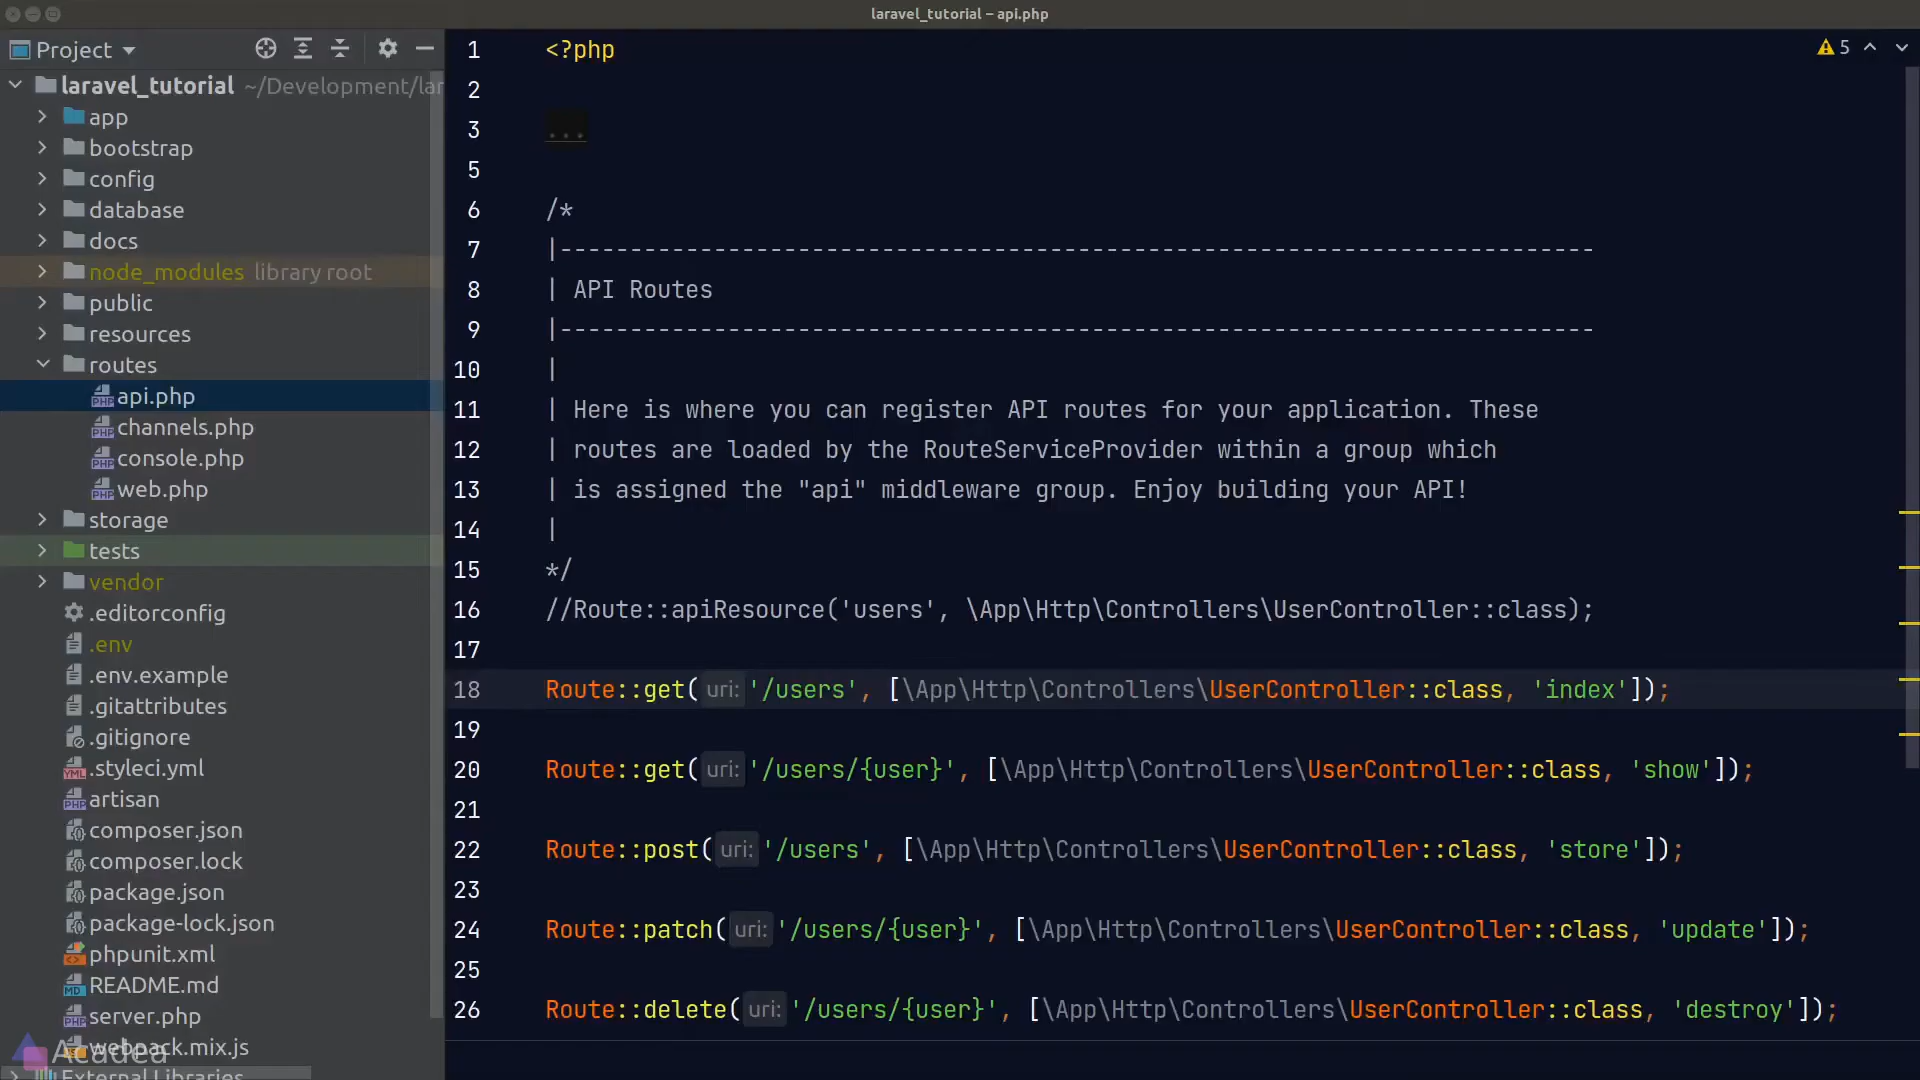 laravel_tutorial – api.php
Project
laravel_tutorial ~/Development/lar
app
bootstrap
config
database
docs
node_modules library root
public
resources
routes
api.php
channels.php
console.php
web.php
storage
tests
vendor
.editorconfig
.env
.env.example
.gitattributes
.gitignore
.styleci.yml
artisan
composer.json
composer.lock
package.json
package-lock.json
phpunit.xml
README.md
server.php
webpack.mix.js
External Libraries
Acadea
5
1 <?php
2
3 ...
5
6 /*
7 |--------------------------------------------------------------------------
8 | API Routes
9 |--------------------------------------------------------------------------
10 |
11 | Here is where you can register API routes for your application. These
12 | routes are loaded by the RouteServiceProvider within a group which
13 | is assigned the "api" middleware group. Enjoy building your API!
14 |
15 */
16 //Route::apiResource('users', \App\Http\Controllers\UserController::class);
17
18 Route::get( uri: '/users', [\App\Http\Controllers\UserController::class, 'index']);
19
20 Route::get( uri: '/users/{user}', [\App\Http\Controllers\UserController::class, 'show']);
21
22 Route::post( uri: '/users', [\App\Http\Controllers\UserController::class, 'store']);
23
24 Route::patch( uri: '/users/{user}', [\App\Http\Controllers\UserController::class, 'update']);
25
26 Route::delete( uri: '/users/{user}', [\App\Http\Controllers\UserController::class, 'destroy']);